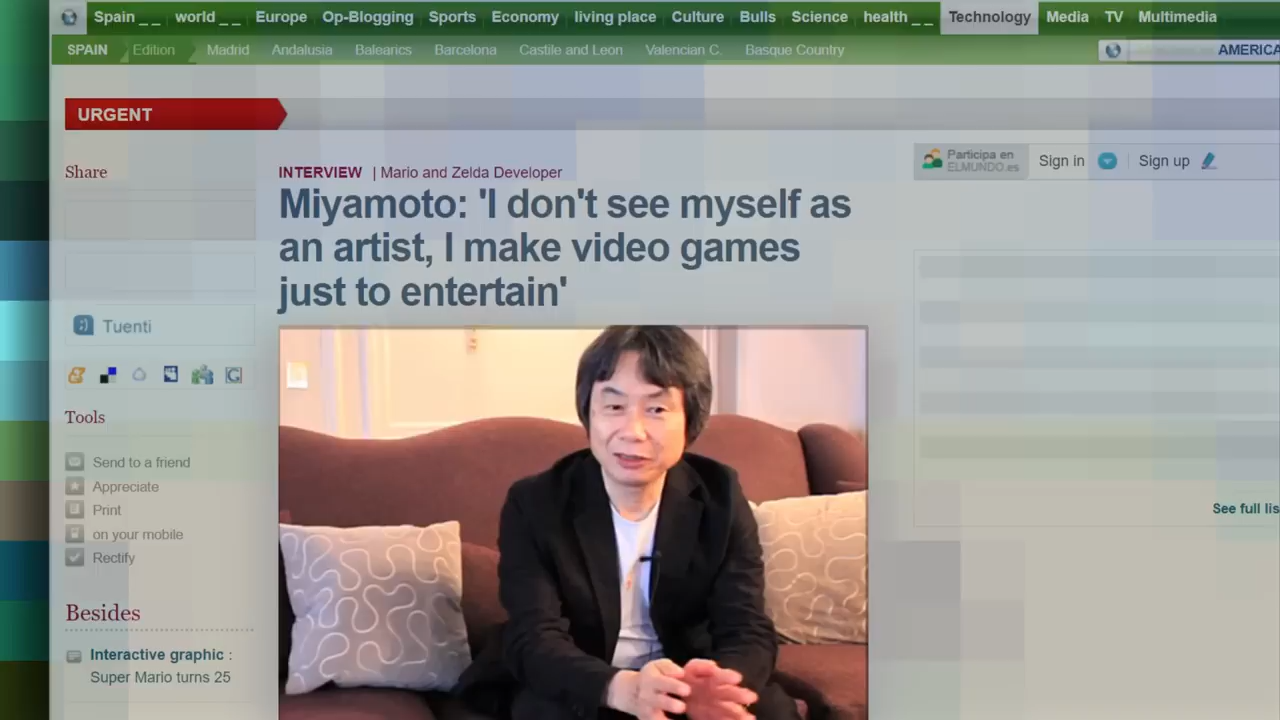 Spain _ _ world _ _ Europe Op-Blogging Sports Economy living place Culture Bulls Science health _ _ Technology Media TV Multimedia
SPAIN Edition Madrid Andalusia Balearics Barcelona Castile and Leon Valencian C. Basque Country AMERICA
URGENT
Share
INTERVIEW | Mario and Zelda Developer
Miyamoto: 'I don't see myself as
an artist, I make video games
just to entertain'
Participa en
ELMUNDO.es
Sign in Sign up
Tuenti
Tools
Send to a friend
Appreciate
Print
on your mobile
Rectify
See full lis
Besides
Interactive graphic :
Super Mario turns 25